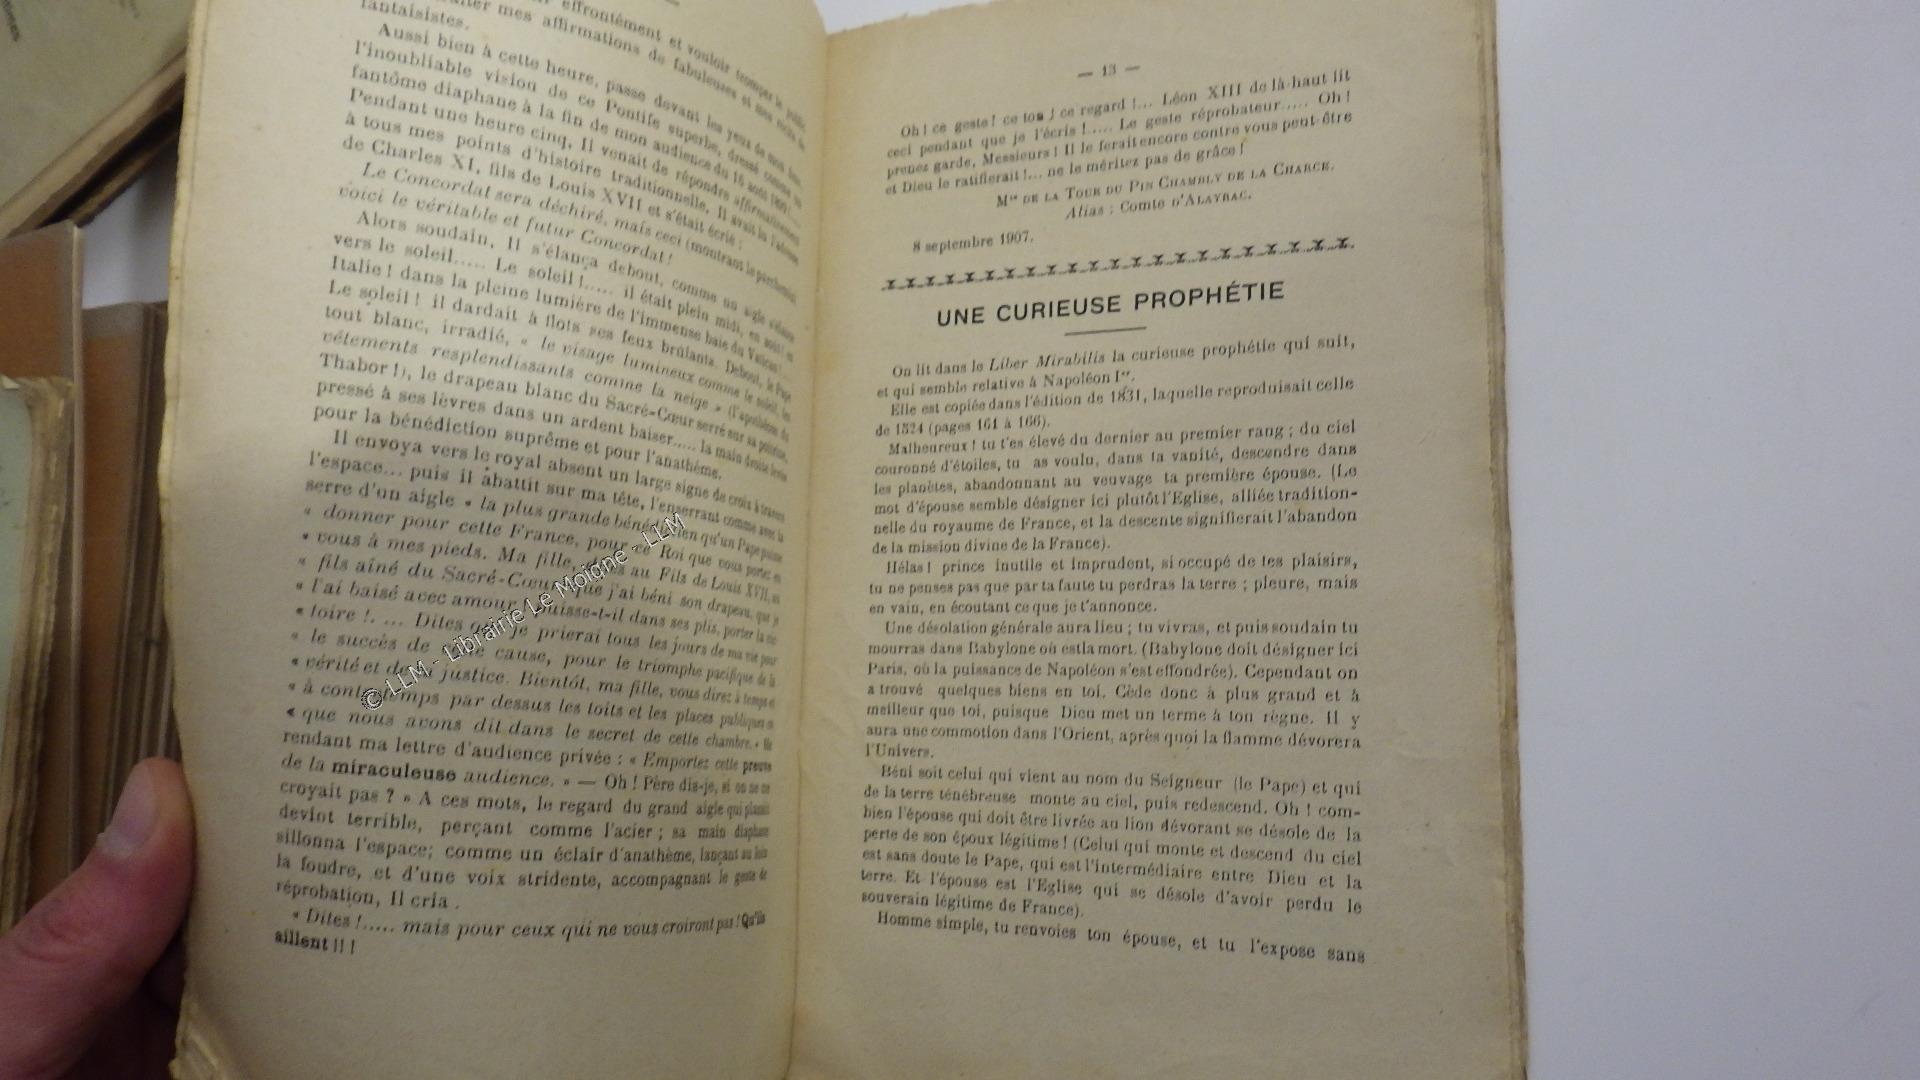 effrontément et vouloir tromper le public
mes affirmations de fabuleuses et mes écrits de
fantaisistes.
Aussi bien à cette heure, passe devant les yeux de mon âme,
l'inoubliable vision de ce Pontife superbe, dressé comme un
fantôme diaphane à la fin de mon audience du 16 août
Pendant une heure cinq, Il venait de répondre affirmativement
à tous mes points d'histoire traditionnelle. Il avait lu
de Charles XI, fils de Louis XVII et s'était écrié :
Le Concordat sera déchiré, mais ceci (montrant le parchemin)
voici le véritable et futur Concordat !
Alors soudain, Il s'élança debout, comme un aigle s'élance
vers le soleil..... Le soleil !..... il était plein midi, en août ! en
Italie ! dans la pleine lumière de l'immense baie du Vatican !...
Le soleil ! il dardait à flots ses feux brûlants. Debout, le Pape
tout blanc, irradié, « le visage lumineux comme le soleil, les
vêtements resplendissants comme la neige » (l'apothéose du
Thabor !), le drapeau blanc du Sacré-Cœur serré sur sa poitrine,
pressé à ses lèvres dans un ardent baiser..... la main droite levée
pour la bénédiction suprême et pour l'anathème.
Il envoya vers le royal absent un large signe de croix à travers
l'espace... puis il abattit sur ma tête, l'enserrant comme avec la
serre d'un aigle « la plus grande bénédiction qu'un Pape puisse
« donner pour cette France, pour ce Roi que vous portez en
« vous à mes pieds. Ma fille, dites au Fils de Louis XVII, au
« fils aîné du Sacré-Cœur que j'ai béni son drapeau, que je
« l'ai baisé avec amour. Puisse-t-il dans ses plis, porter la vic-
« toire !. ... Dites que je prierai tous les jours de ma vie pour
« le succès de cette cause, pour le triomphe pacifique de la
« vérité et de la justice. Bientôt, ma fille, vous direz à temps et
« à contretemps par dessus les toits et les places publiques ce
« que nous avons dit dans le secret de cette chambre. » Me
rendant ma lettre d'audience privée : « Emportez cette preuve
de la miraculeuse audience. » — Oh ! Père dis-je, si on ne me
croyait pas ? » A ces mots, le regard du grand aigle qui planait
devint terrible, perçant comme l'acier ; sa main diaphane
sillonna l'espace; comme un éclair d'anathème, lançant au loin
la foudre, et d'une voix stridente, accompagnant le geste de
réprobation, Il cria .
« Dites !..... mais pour ceux qui ne vous croiront pas ! Qu'ils
aillent !! !
— 13 —
Oh ! ce geste ! ce ton ! ce regard !... Léon XIII de là-haut lit
ceci pendant que je l'écris !..... Le geste réprobateur..... Oh !
prenez garde, Messieurs ! Il le ferait encore contre vous peut-être
et Dieu le ratifierait !... ne le méritez pas de grâce !
Mise DE LA TOUR DU PIN CHAMBLY DE LA CHARCE.
Alias : COMTE D'ALAYRAC.
8 septembre 1907.
UNE CURIEUSE PROPHÉTIE
On lit dans le Liber Mirabilis la curieuse prophétie qui suit,
et qui semble relative à Napoléon Ier.
Elle est copiée dans l'édition de 1831, laquelle reproduisait celle
de 1524 (pages 161 à 166).
Malheureux ! tu t'es élevé du dernier au premier rang ; du ciel
couronné d'étoiles, tu as voulu, dans ta vanité, descendre dans
les planètes, abandonnant au veuvage ta première épouse. (Le
mot d'épouse semble désigner ici plutôt l'Eglise, alliée tradition-
nelle du royaume de France, et la descente signifierait l'abandon
de la mission divine de la France).
Hélas ! prince inutile et imprudent, si occupé de tes plaisirs,
tu ne penses pas que par ta faute tu perdras la terre ; pleure, mais
en vain, en écoutant ce que je t'annonce.
Une désolation générale aura lieu ; tu vivras, et puis soudain tu
mourras dans Babylone où est la mort. (Babylone doit désigner ici
Paris, où la puissance de Napoléon s'est effondrée). Cependant on
a trouvé quelques biens en toi. Cède donc à plus grand et à
meilleur que toi, puisque Dieu met un terme à ton règne. Il y
aura une commotion dans l'Orient, après quoi la flamme dévorera
l'Univers.
Béni soit celui qui vient au nom du Seigneur (le Pape) et qui
de la terre ténébreuse monte au ciel, puis redescend. Oh ! com-
bien l'épouse qui doit être livrée au lion dévorant se désole de la
perte de son époux légitime ! (Celui qui monte et descend du ciel
est sans doute le Pape, qui est l'intermédiaire entre Dieu et la
terre. Et l'épouse est l'Eglise qui se désole d'avoir perdu le
souverain légitime de France).
Homme simple, tu renvoies ton épouse, et tu l'expose sans
© LLM - Librairie Le Moigne - LLM